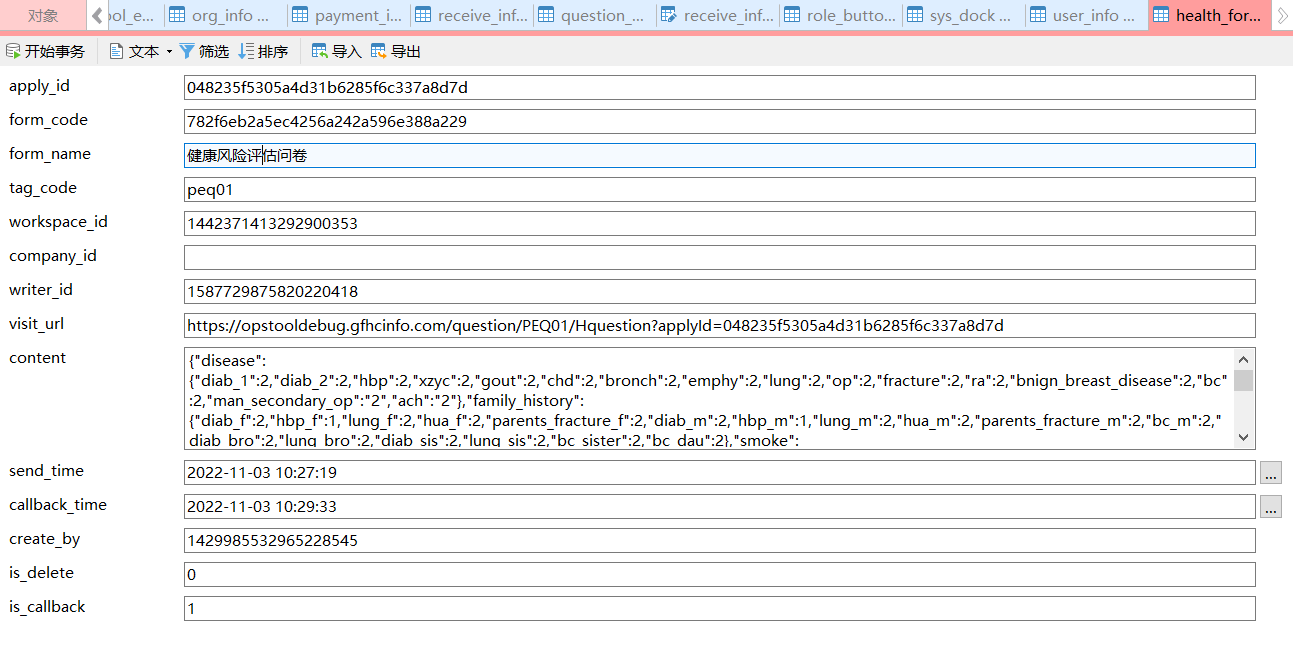 对象 ool_e... org_info ... payment_i... receive_inf... question_... receive_inf... role_butto... sys_dock ... user_info ... health_for...
开始事务 文本 筛选 排序 导入 导出
apply_id 048235f5305a4d31b6285f6c337a8d7d
form_code 782f6eb2a5ec4256a242a596e388a229
form_name 健康风险评估问卷
tag_code peq01
workspace_id 1442371413292900353
company_id
writer_id 1587729875820220418
visit_url https://opstooldebug.gfhcinfo.com/question/PEQ01/Hquestion?applyId=048235f5305a4d31b6285f6c337a8d7d
content {"disease":
{"diab_1":2,"diab_2":2,"hbp":2,"xzyc":2,"gout":2,"chd":2,"bronch":2,"emphy":2,"lung":2,"op":2,"fracture":2,"ra":2,"bnign_breast_disease":2,"bc"
:2,"man_secondary_op":"2","ach":"2"},"family_history":
{"diab_f":2,"hbp_f":1,"lung_f":2,"hua_f":2,"parents_fracture_f":2,"diab_m":2,"hbp_m":1,"lung_m":2,"hua_m":2,"parents_fracture_m":2,"bc_m":2,"
diab_bro":2,"lung_bro":2,"diab_sis":2,"lung_sis":2,"bc_sister":2,"bc_dau":2},"smoke":
send_time 2022-11-03 10:27:19 ...
callback_time 2022-11-03 10:29:33 ...
create_by 1429985532965228545
is_delete 0
is_callback 1